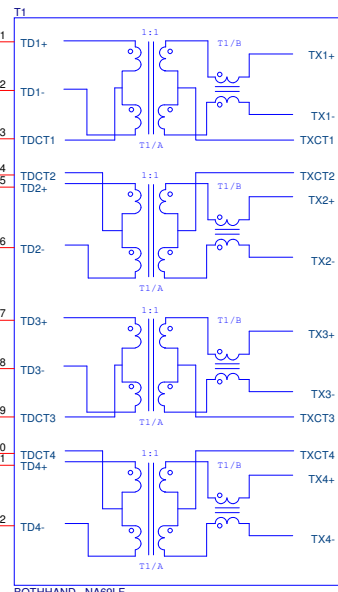 T1
1:1
1 TD1+ T1/B TX1+
2 TD1- TX1-
3 TDCT1 TXCT1
T1/A
4 TDCT2 1:1 TXCT2
5 TD2+ T1/B TX2+
6 TD2- TX2-
T1/A
1:1
7 TD3+ T1/B TX3+
8 TD3- TX3-
9 TDCT3 TXCT3
T1/A
0 TDCT4 1:1 TXCT4
1 TD4+ T1/B TX4+
2 TD4- TX4-
T1/A